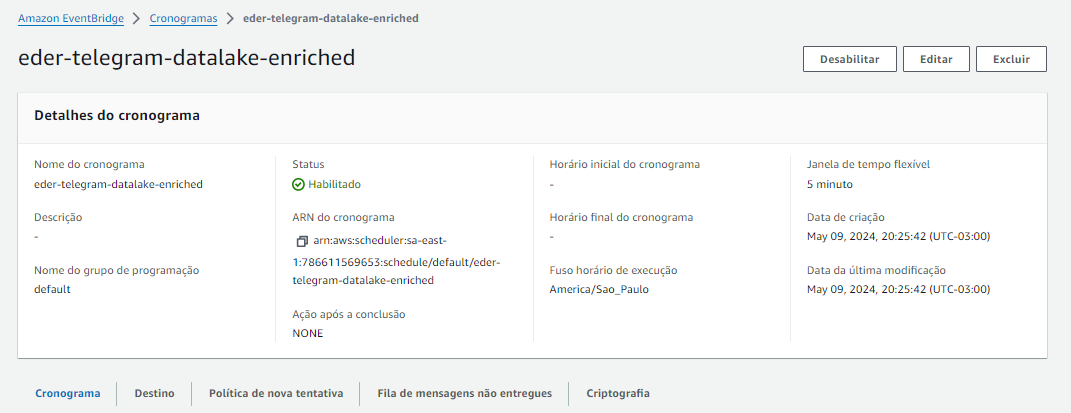 Amazon EventBridge > Cronogramas > eder-telegram-datalake-enriched
eder-telegram-datalake-enriched
Desabilitar
Editar
Excluir
Detalhes do cronograma
Nome do cronograma
eder-telegram-datalake-enriched
Descrição
-
Nome do grupo de programação
default
Status
Habilitado
ARN do cronograma
arn:aws:scheduler:sa-east-
1:786611569653:schedule/default/eder-
telegram-datalake-enriched
Ação após a conclusão
NONE
Horário inicial do cronograma
-
Horário final do cronograma
-
Fuso horário de execução
America/Sao_Paulo
Janela de tempo flexível
5 minuto
Data de criação
May 09, 2024, 20:25:42 (UTC-03:00)
Data da última modificação
May 09, 2024, 20:25:42 (UTC-03:00)
Cronograma
Destino
Política de nova tentativa
Fila de mensagens não entregues
Criptografia